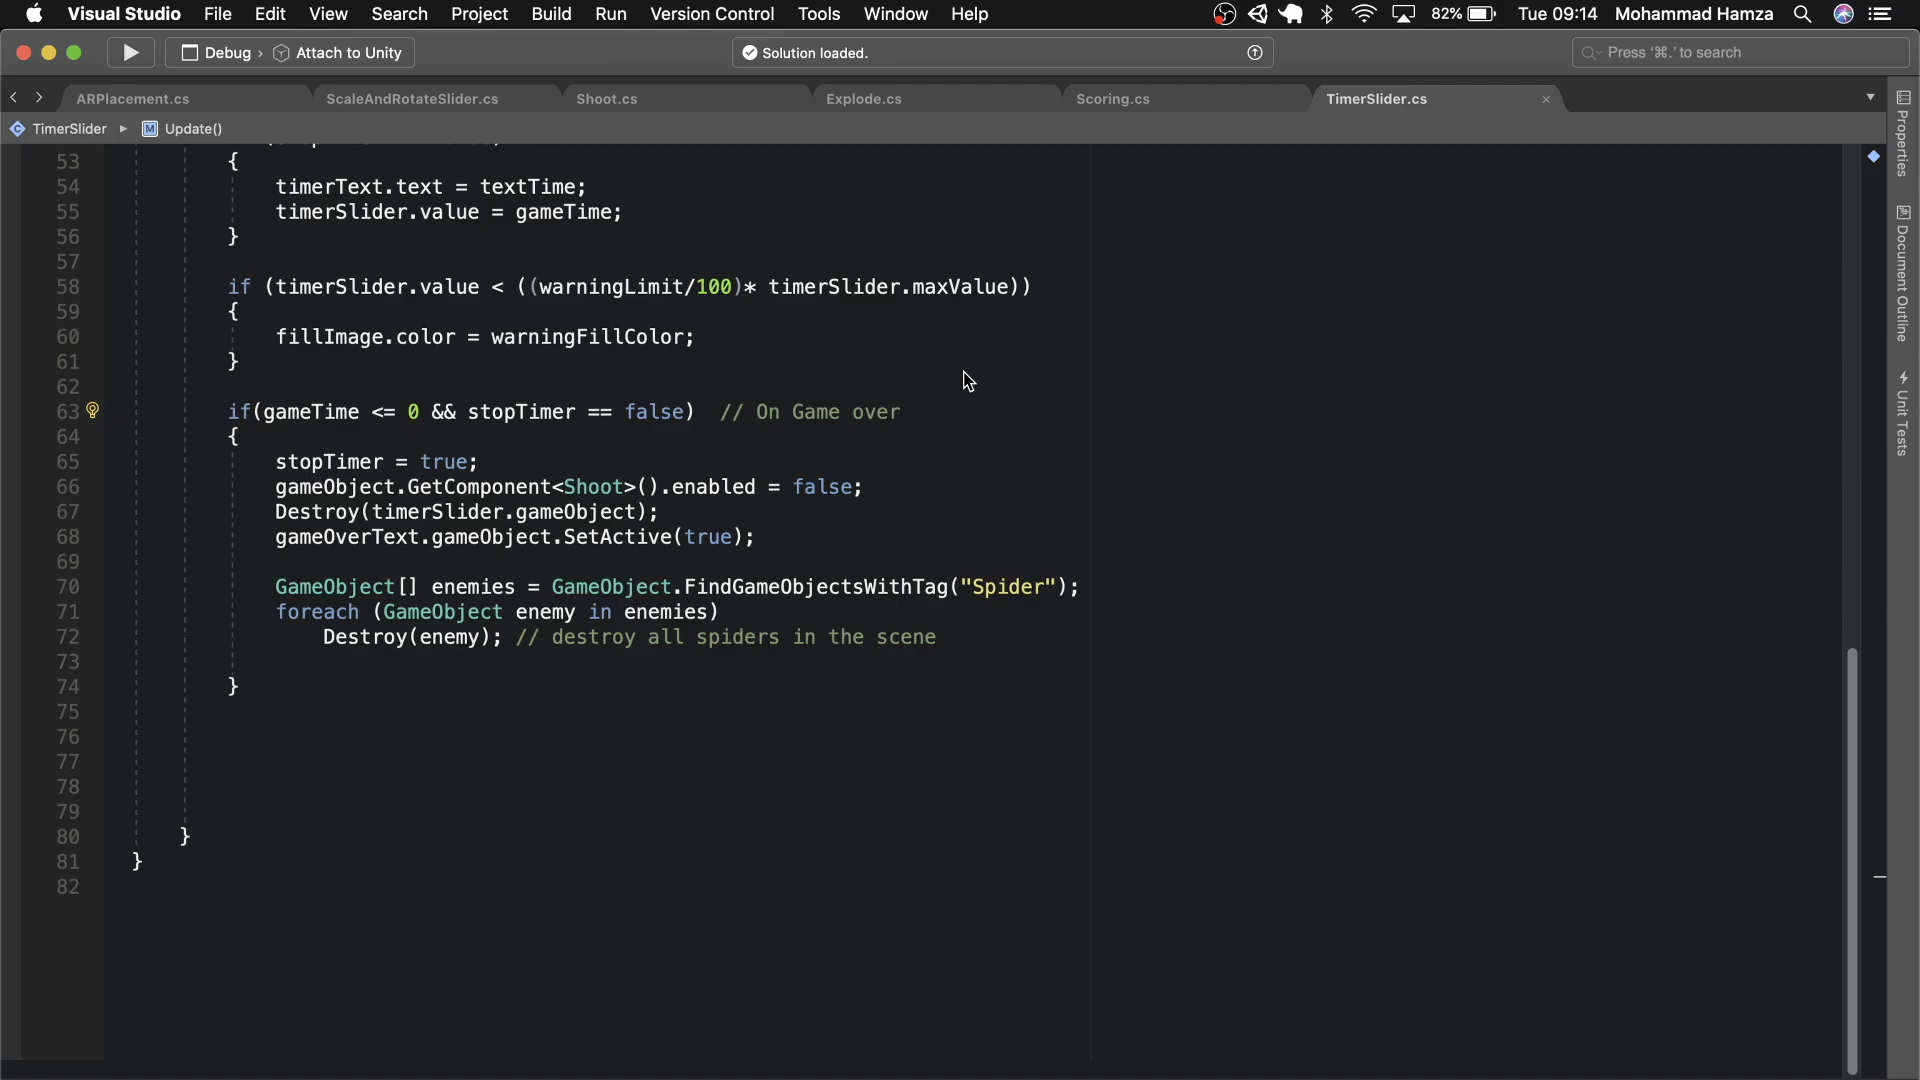 Visual Studio File Edit View Search Project Build Run Version Control Tools Window Help 82% Tue 09:14 Mohammad Hamza
Debug › Attach to Unity Solution loaded. Press ‘⌘.’ to search
ARPlacement.cs ScaleAndRotateSlider.cs Shoot.cs Explode.cs Scoring.cs TimerSlider.cs
TimerSlider M Update()
53 {
54 timerText.text = textTime;
55 timerSlider.value = gameTime;
56 }
57
58 if (timerSlider.value < ((warningLimit/100)* timerSlider.maxValue))
59 {
60 fillImage.color = warningFillColor;
61 }
62
63 if(gameTime <= 0 && stopTimer == false) // On Game over
64 {
65 stopTimer = true;
66 gameObject.GetComponent<Shoot>().enabled = false;
67 Destroy(timerSlider.gameObject);
68 gameOverText.gameObject.SetActive(true);
69
70 GameObject[] enemies = GameObject.FindGameObjectsWithTag("Spider");
71 foreach (GameObject enemy in enemies)
72 Destroy(enemy); // destroy all spiders in the scene
73
74 }
75
76
77
78
79
80 }
81 }
82
Properties
Document Outline
Unit Tests